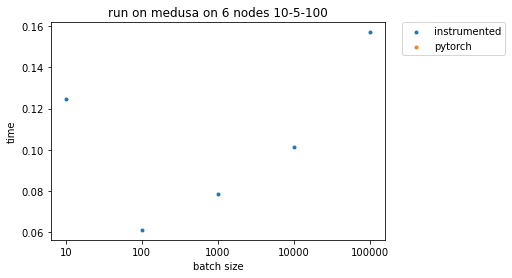 run on medusa on 6 nodes 10-5-100
instrumented
pytorch
0.16
0.14
0.12
0.10
0.08
0.06
time
10 100 1000 10000 100000
batch size